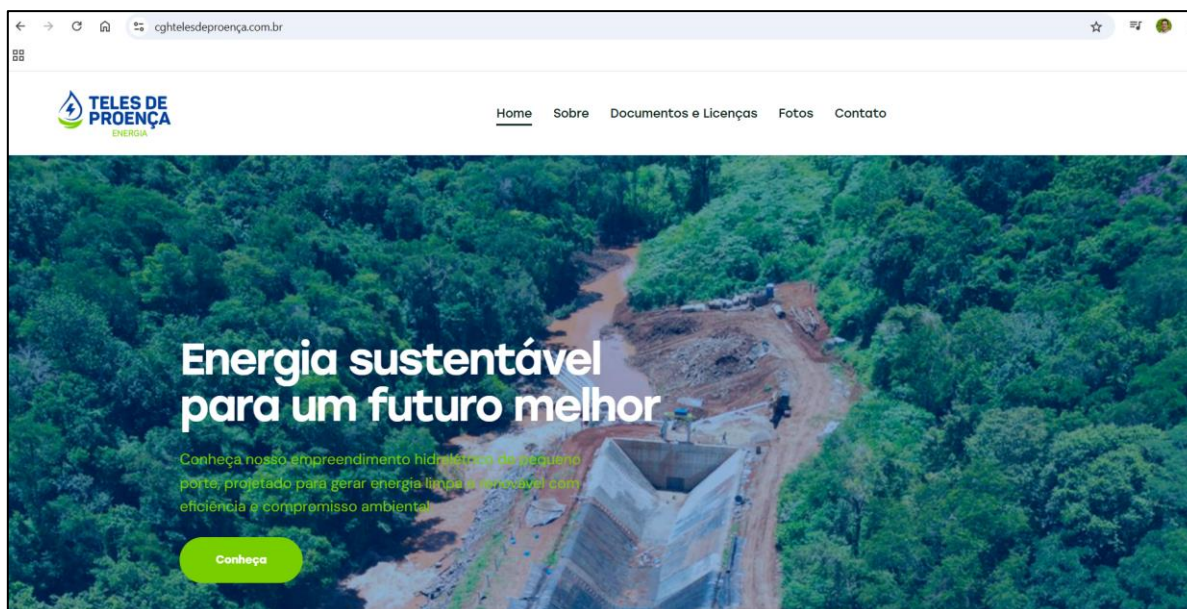 cghtelesdeproença.com.br
TELES DE
PROENÇA
ENERGIA
Home Sobre Documentos e Licenças Fotos Contato
Energia sustentável
para um futuro melhor
Conheça nosso empreendimento hidrelétrico de pequeno
porte, projetado para gerar energia limpa e renovável com
eficiência e compromisso ambiental
Conheça